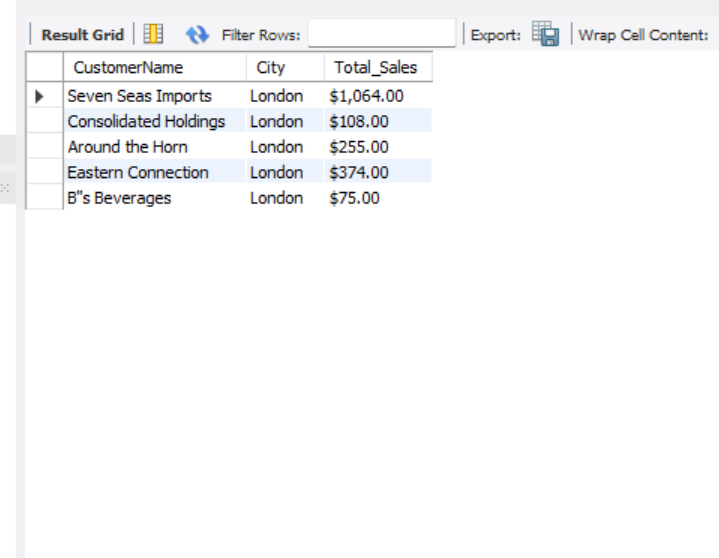 Result Grid Filter Rows: Export: Wrap Cell Content:
CustomerName City Total_Sales
Seven Seas Imports London $1,064.00
Consolidated Holdings London $108.00
Around the Horn London $255.00
Eastern Connection London $374.00
B"s Beverages London $75.00